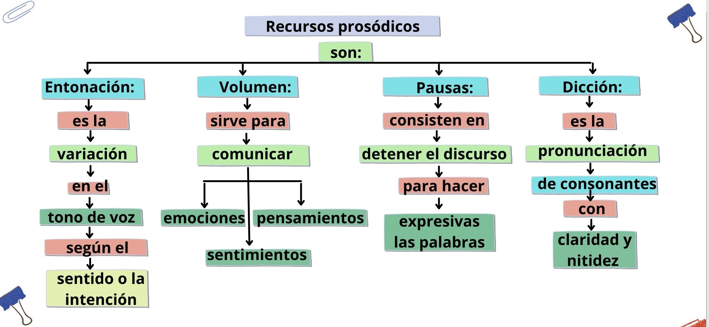 Recursos prosódicos
son:
Entonación:
es la
variación
en el
tono de voz
según el
sentido o la
intención
Volumen:
sirve para
comunicar
emociones
pensamientos
sentimientos
Pausas:
consisten en
detener el discurso
para hacer
expresivas
las palabras
Dicción:
es la
pronunciación
de consonantes
con
claridad y
nitidez